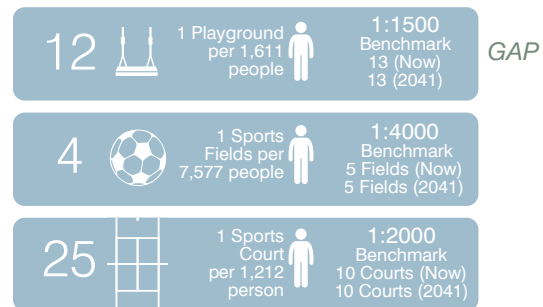 12
1 Playground
per 1,611
people
1:1500
Benchmark
13 (Now)
13 (2041)
GAP
4
1 Sports
Fields per
7,577 people
1:4000
Benchmark
5 Fields (Now)
5 Fields (2041)
25
1 Sports
Court
per 1,212
person
1:2000
Benchmark
10 Courts (Now)
10 Courts (2041)